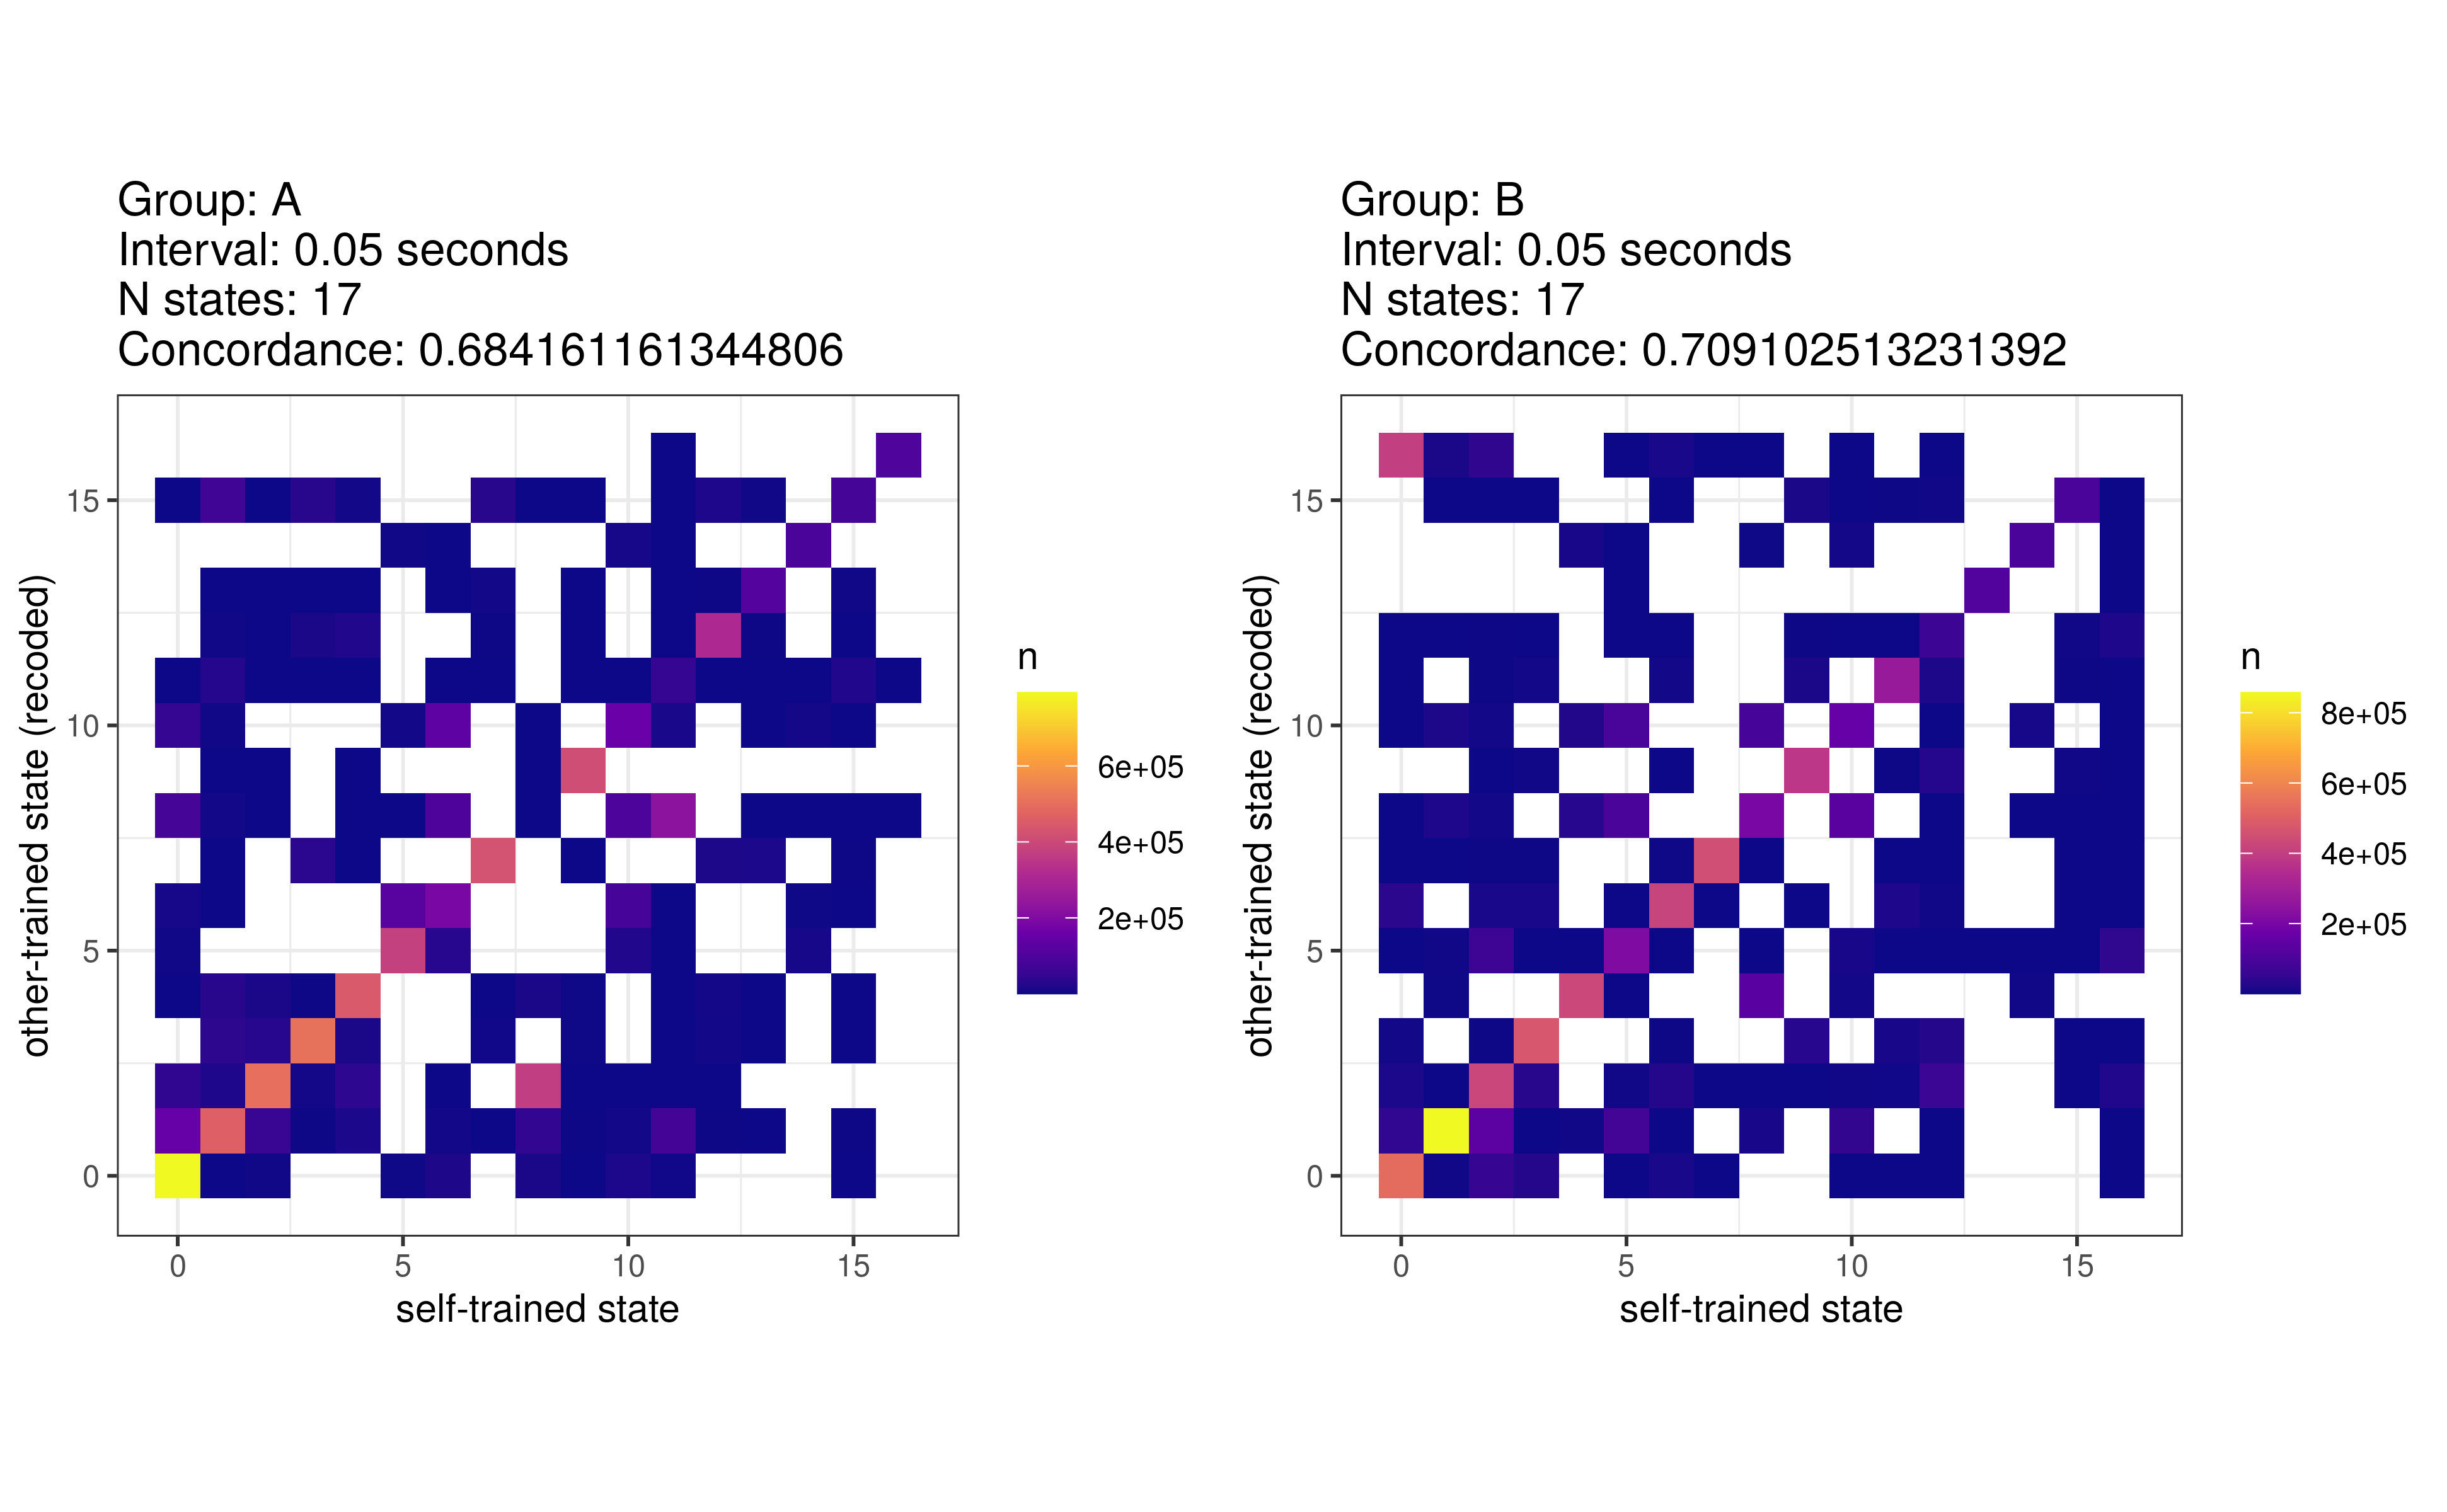 Group: A
Interval: 0.05 seconds
N states: 17
Concordance: 0.684161161344806
other-trained state (recoded)
15
10
5
0
0
5
10
15
self-trained state
n
6e+05
4e+05
2e+05
Group: B
Interval: 0.05 seconds
N states: 17
Concordance: 0.709102513231392
other-trained state (recoded)
15
10
5
0
0
5
10
15
self-trained state
n
8e+05
6e+05
4e+05
2e+05